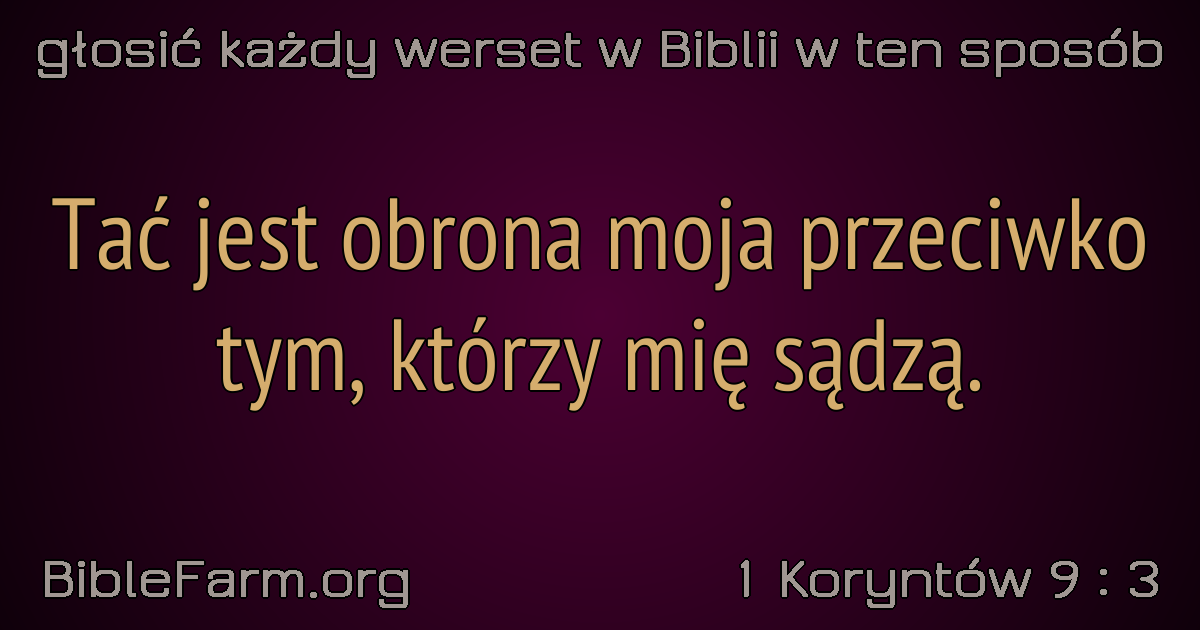 głosić każdy werset w Biblii w ten sposób
Tać jest obrona moja przeciwko
tym, którzy mię sądzą.
BibleFarm.org
1 Koryntów 9 : 3